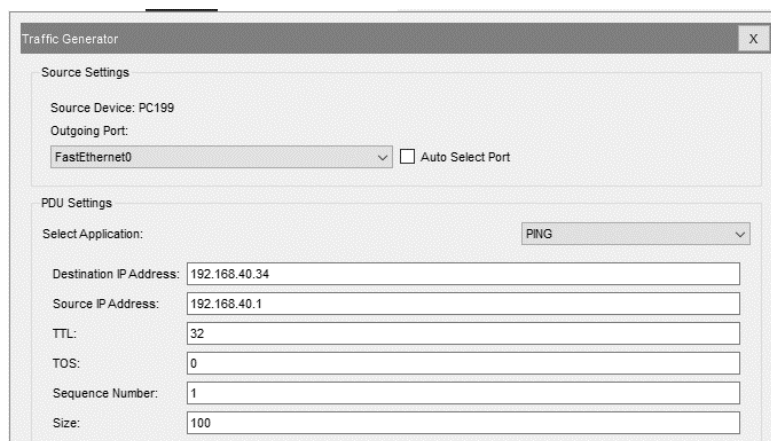 Traffic Generator
X
Source Settings
Source Device: PC199
Outgoing Port:
FastEthernet0
Auto Select Port
PDU Settings
Select Application:
PING
Destination IP Address: 192.168.40.34
Source IP Address: 192.168.40.1
TTL: 32
TOS: 0
Sequence Number: 1
Size: 100